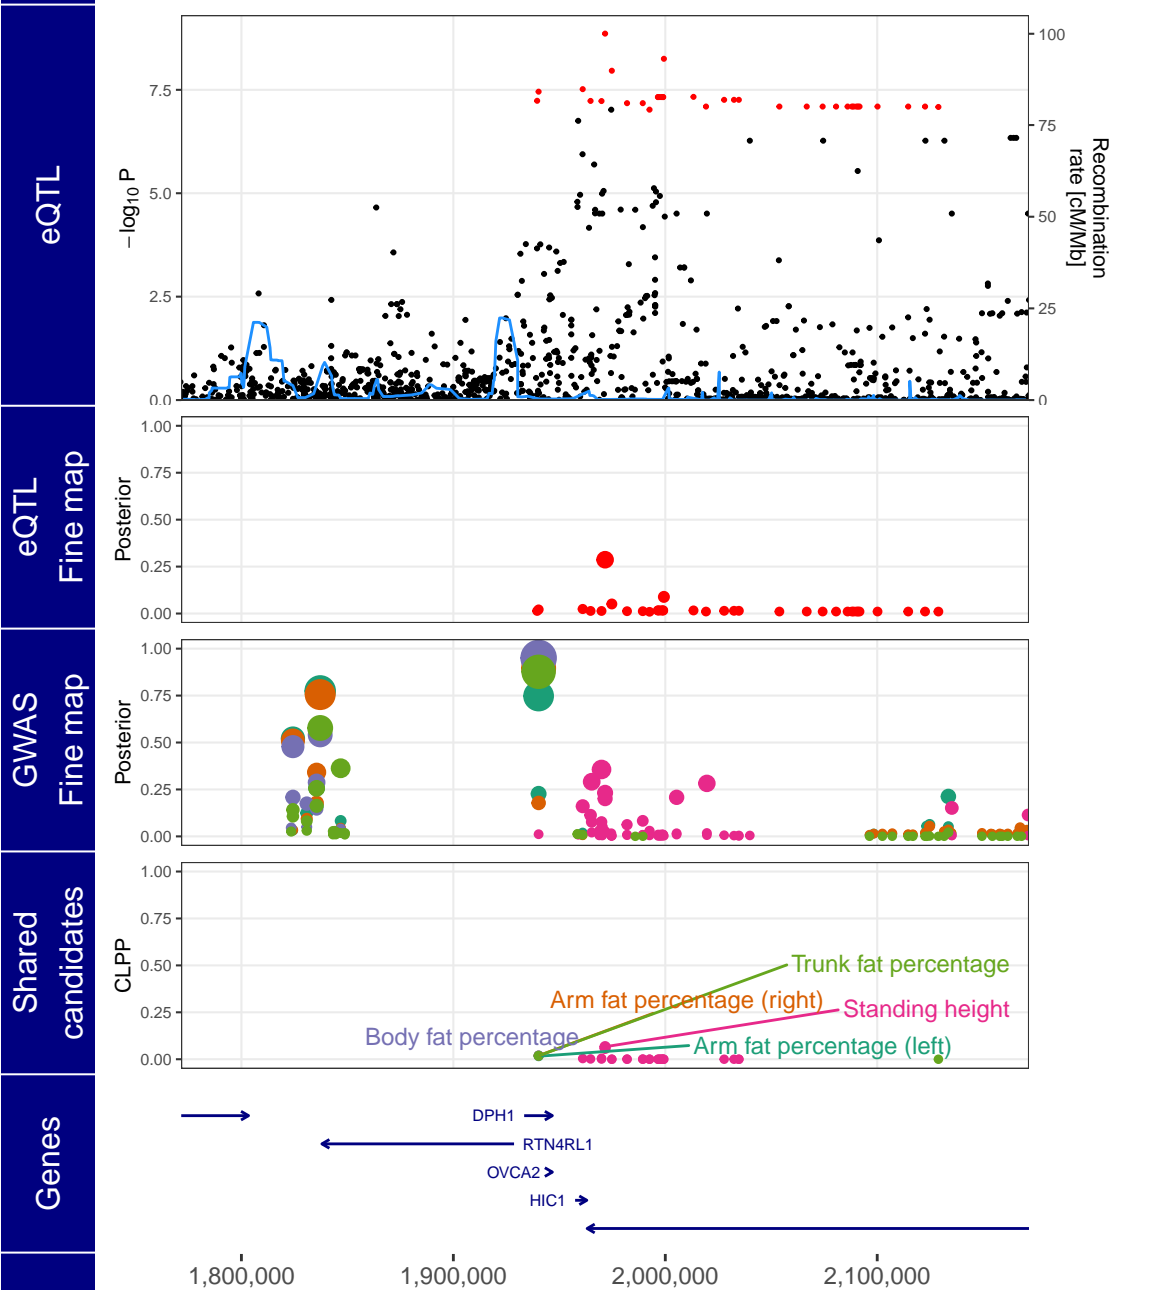 eQTL
−log10 P
7.5
5.0
2.5
0.0
100
75
50
25
0
Recombination
rate [cM/Mb]
eQTL
Fine map
Posterior
1.00
0.75
0.50
0.25
0.00
GWAS
Fine map
Posterior
1.00
0.75
0.50
0.25
0.00
Shared
candidates
CLPP
1.00
0.75
0.50
0.25
0.00
Trunk fat percentage
Arm fat percentage (right)
Standing height
Body fat percentage
Arm fat percentage (left)
Genes
DPH1
RTN4RL1
OVCA2
HIC1
1,800,000
1,900,000
2,000,000
2,100,000